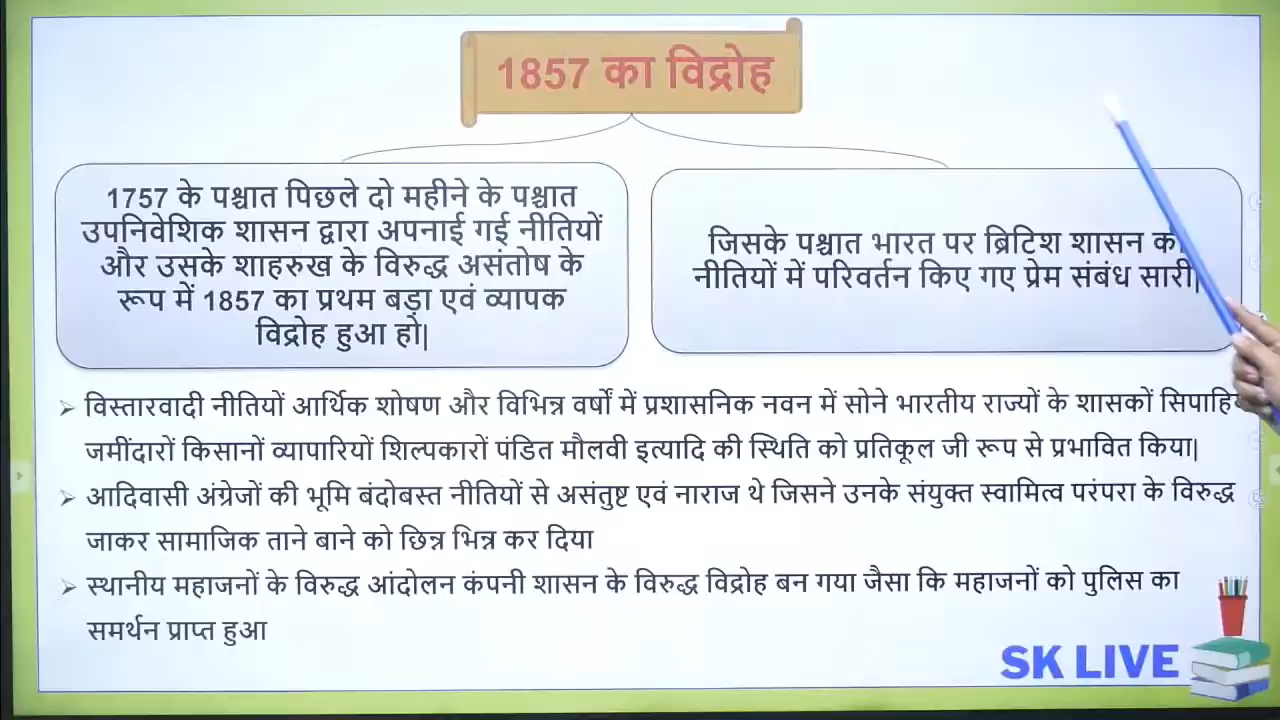 1857 का विद्रोह
1757 के पश्चात पिछले दो महीने के पश्चात
उपनिवेशिक शासन द्वारा अपनाई गई नीतियों
और उसके शाहरुख के विरुद्ध असंतोष के
रूप में 1857 का प्रथम बड़ा एवं व्यापक
विद्रोह हुआ हो|
जिसके पश्चात भारत पर ब्रिटिश शासन की
नीतियों में परिवर्तन किए गए प्रेम संबंध सारी|
विस्तारवादी नीतियों आर्थिक शोषण और विभिन्न वर्षों में प्रशासनिक नवन में सोने भारतीय राज्यों के शासकों
जमींदारों किसानों व्यापारियों शिल्पकारों पंडित मौलवी इत्यादि की स्थिति को प्रतिकूल जी रूप से प्रभावित किया|
आदिवासी अंग्रेजों की भूमि बंदोबस्त नीतियों से असंतुष्ट एवं नाराज थे जिसने उनके संयुक्त स्वामित्व परंपरा के विरुद्ध
जाकर सामाजिक ताने बाने को छिन्न भिन्न कर दिया
स्थानीय महाजनों के विरुद्ध आंदोलन कंपनी शासन के विरुद्ध विद्रोह बन गया जैसा कि महाजनों को पुलिस का
समर्थन प्राप्त हुआ
SK LIVE